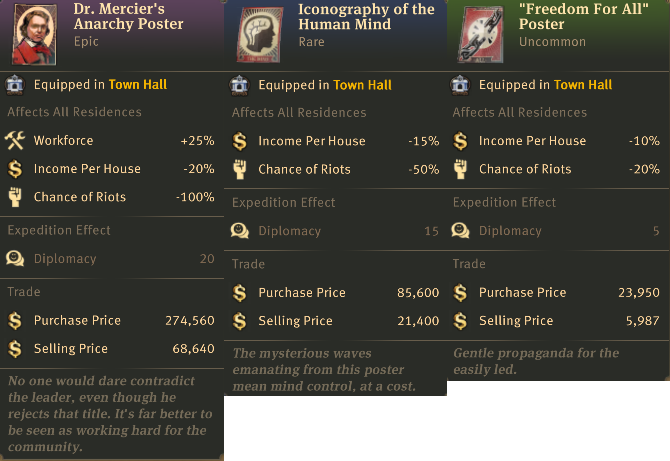 Dr. Mercier's
Anarchy Poster
Epic
Equipped in Town Hall
Affects All Residences
Workforce +25%
Income Per House -20%
Chance of Riots -100%
Expedition Effect
Diplomacy 20
Trade
Purchase Price 274,560
Selling Price 68,640
No one would dare contradict
the leader, even though he
rejects that title. It's far better to
be seen as working hard for the
community.
Iconography of the
Human Mind
Rare
Equipped in Town Hall
Affects All Residences
Income Per House -15%
Chance of Riots -50%
Expedition Effect
Diplomacy 15
Trade
Purchase Price 85,600
Selling Price 21,400
The mysterious waves
emanating from this poster
mean mind control, at a cost.
"Freedom For All"
Poster
Uncommon
Equipped in Town Hall
Affects All Residences
Income Per House -10%
Chance of Riots -20%
Expedition Effect
Diplomacy 5
Trade
Purchase Price 23,950
Selling Price 5,987
Gentle propaganda for the
easily led.